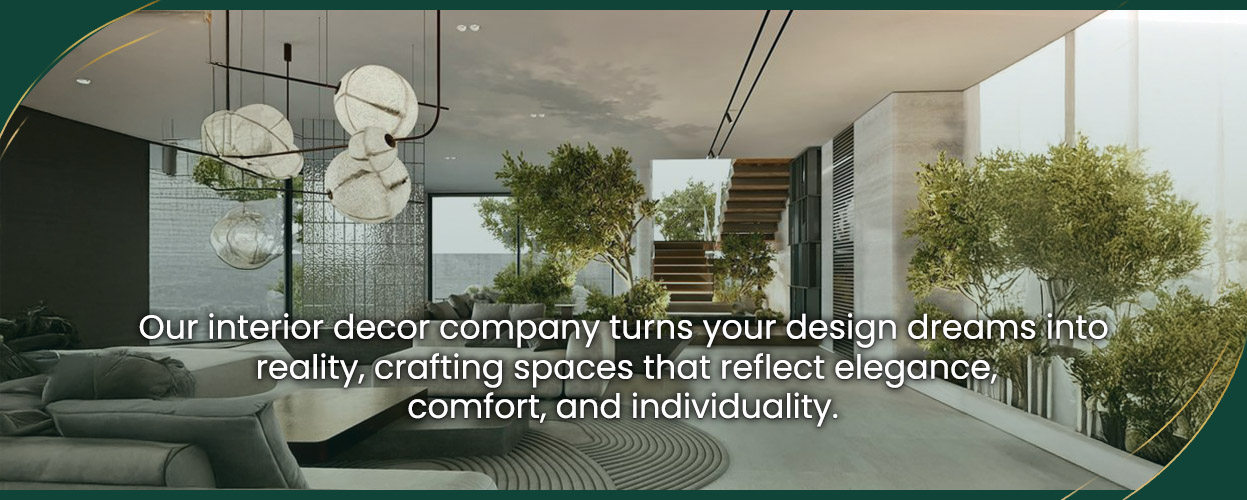 Our interior decor company turns your design dreams into
reality, crafting spaces that reflect elegance,
comfort, and individuality.